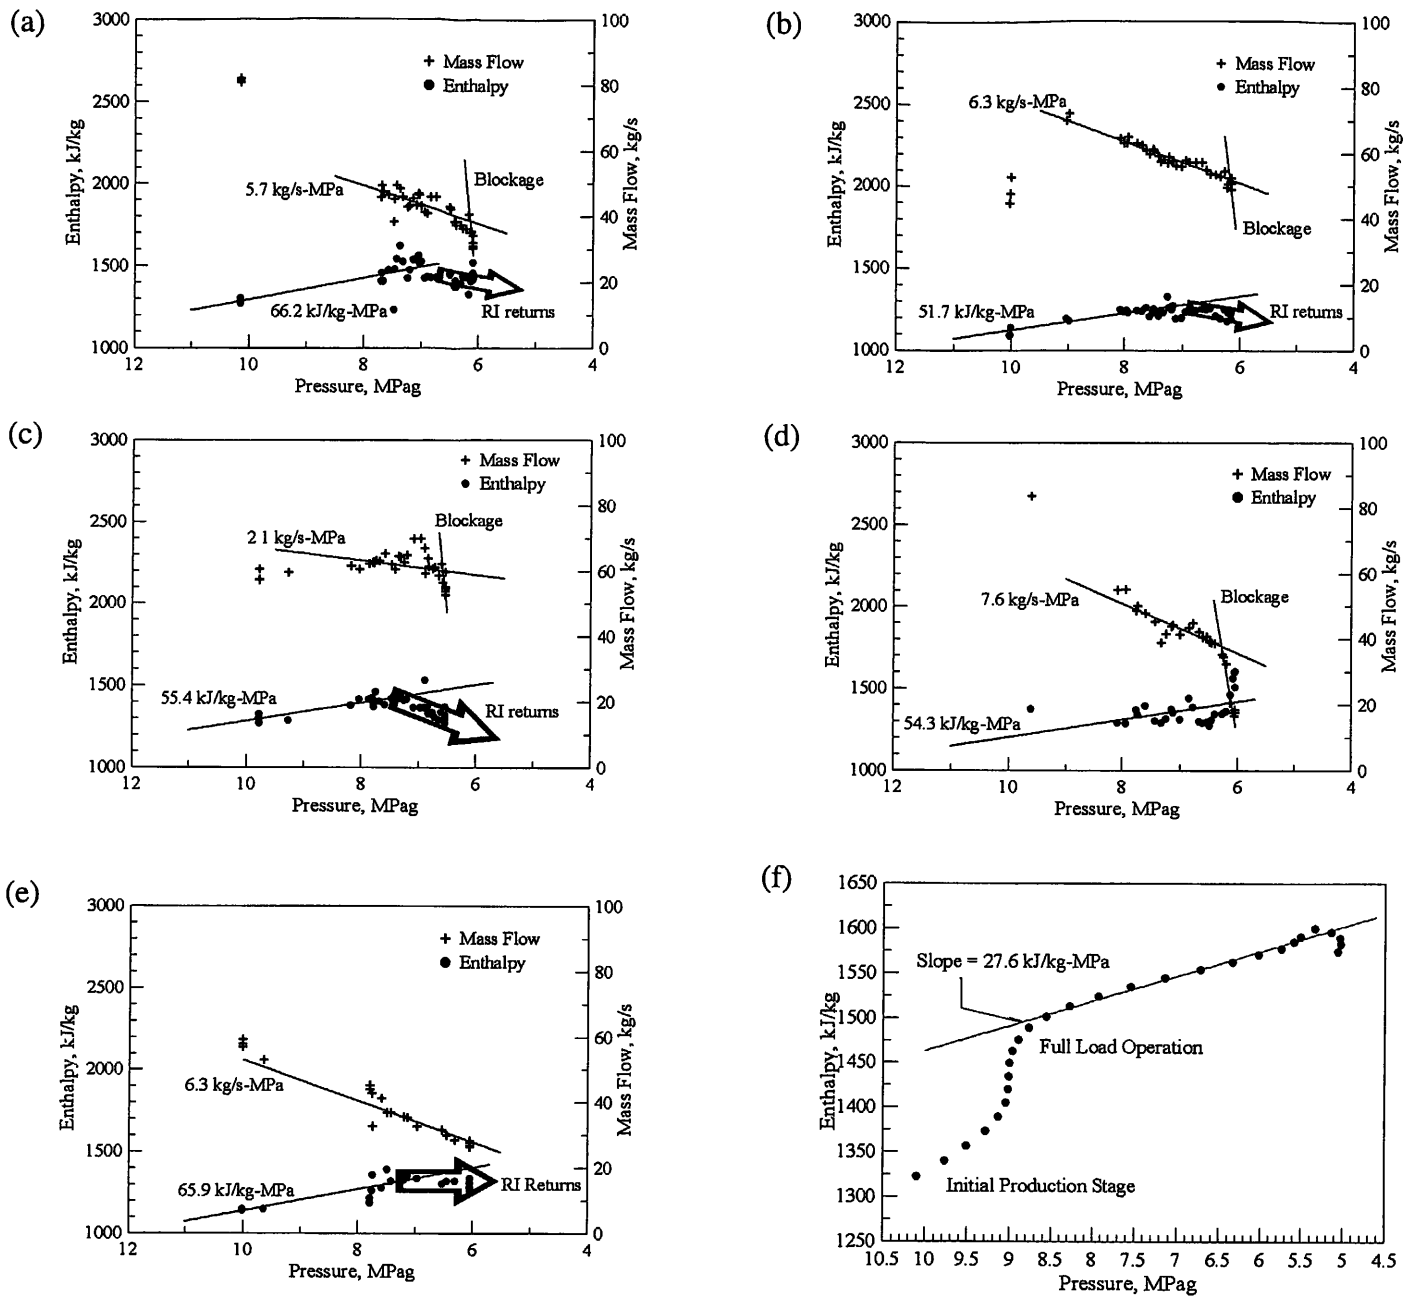 (a)
3000
2500
2000
1500
1000
Enthalpy, kJ/kg
100
80
60
40
20
0
Mass Flow, kg/s
12
10
8
6
4
Pressure, MPag
Mass Flow
Enthalpy
5.7 kg/s-MPa
Blockage
66.2 kJ/kg-MPa
RI returns
(b)
3000
2500
2000
1500
1000
Enthalpy, kJ/kg
100
80
60
40
20
0
Mass Flow, kg/s
12
10
8
6
4
Pressure, MPag
Mass Flow
Enthalpy
6.3 kg/s-MPa
Blockage
51.7 kJ/kg-MPa
RI returns
(c)
3000
2500
2000
1500
1000
Enthalpy, kJ/kg
100
80
60
40
20
0
Mass Flow, kg/s
12
10
8
6
4
Pressure, MPag
Mass Flow
Enthalpy
2 1 kg/s-MPa
Blockage
55.4 kJ/kg-MPa
RI returns
(d)
3000
2500
2000
1500
1000
Enthalpy, kJ/kg
100
80
60
40
20
0
Mass Flow, kg/s
12
10
8
6
4
Pressure, MPag
Mass Flow
Enthalpy
7.6 kg/s-MPa
Blockage
54.3 kJ/kg-MPa
(e)
3000
2500
2000
1500
1000
Enthalpy, kJ/kg
100
80
60
40
20
0
Mass Flow, kg/s
12
10
8
6
4
Pressure, MPag
Mass Flow
Enthalpy
6.3 kg/s-MPa
65.9 kJ/kg-MPa
RI Returns
(f)
1650
1600
1550
1500
1450
1400
1350
1300
1250
Enthalpy, kJ/kg
10.5 10 9.5 9 8.5 8 7.5 7 6.5 6 5.5 5 4.5
Pressure, MPag
Slope = 27.6 kJ/kg-MPa
Full Load Operation
Initial Production Stage